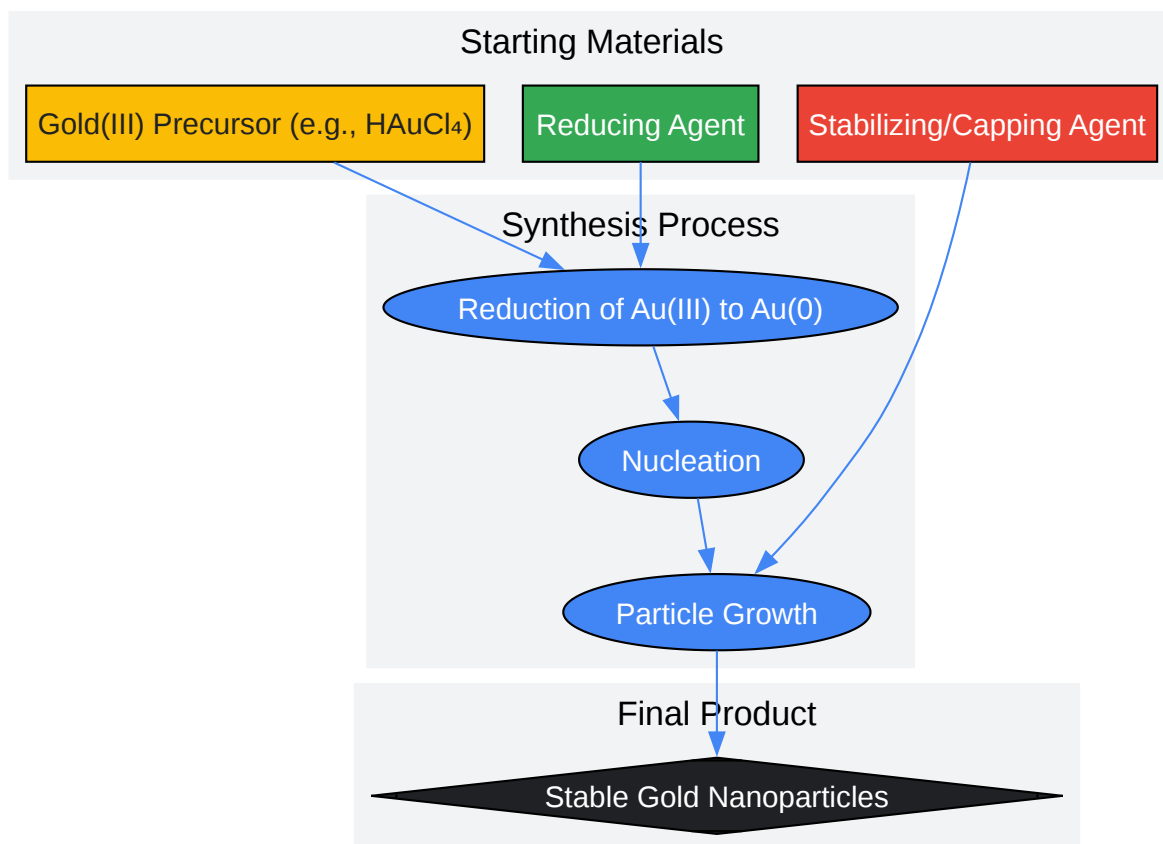 Starting Materials
Gold(III) Precursor (e.g., HAuCl₄)
Reducing Agent
Stabilizing/Capping Agent
Synthesis Process
Reduction of Au(III) to Au(0)
Nucleation
Particle Growth
Final Product
Stable Gold Nanoparticles